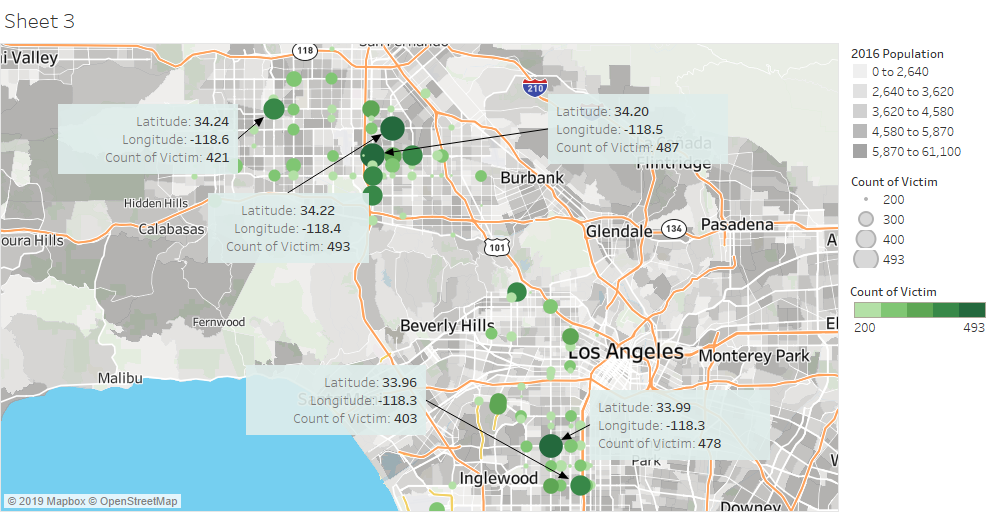 Sheet 3
118
San Fernando
i Valley
210
Latitude: 34.24
Longitude: -118.6
Count of Victim: 421
Latitude: 34.20
Longitude: -118.5
Count of Victim: 487
Flintridge
Burbank
Hidden Hills
Latitude: 34.22
Longitude: -118.4
Count of Victim: 493
Calabasas
oura Hills
Glendale
134
Pasadena
A
101
Fernwood
Beverly Hills
El
Los Angeles
Monterey Park
Malibu
Latitude: 33.96
Longitude: -118.3
Count of Victim: 403
Latitude: 33.99
Longitude: -118.3
Count of Victim: 478
Park
W
Inglewood
Downey
© 2019 Mapbox © OpenStreetMap
2016 Population
0 to 2,640
2,640 to 3,620
3,620 to 4,580
4,580 to 5,870
5,870 to 61,100
Count of Victim
200
300
400
493
Count of Victim
200 493